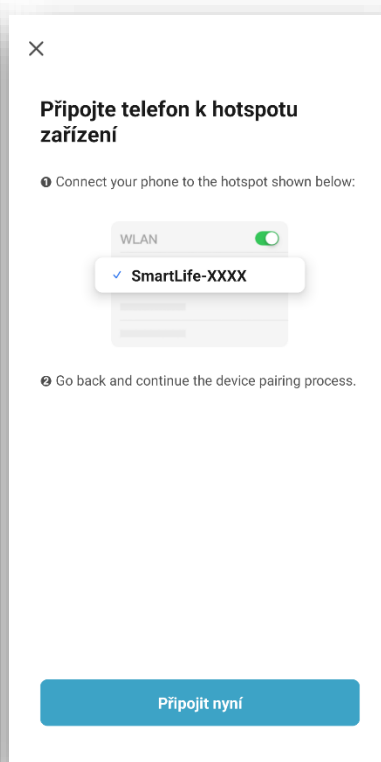 Připojte telefon k hotspotu
zařízení
❶ Connect your phone to the hotspot shown below:
WLAN
SmartLife-XXXX
❷ Go back and continue the device pairing process.
Připojit nyní